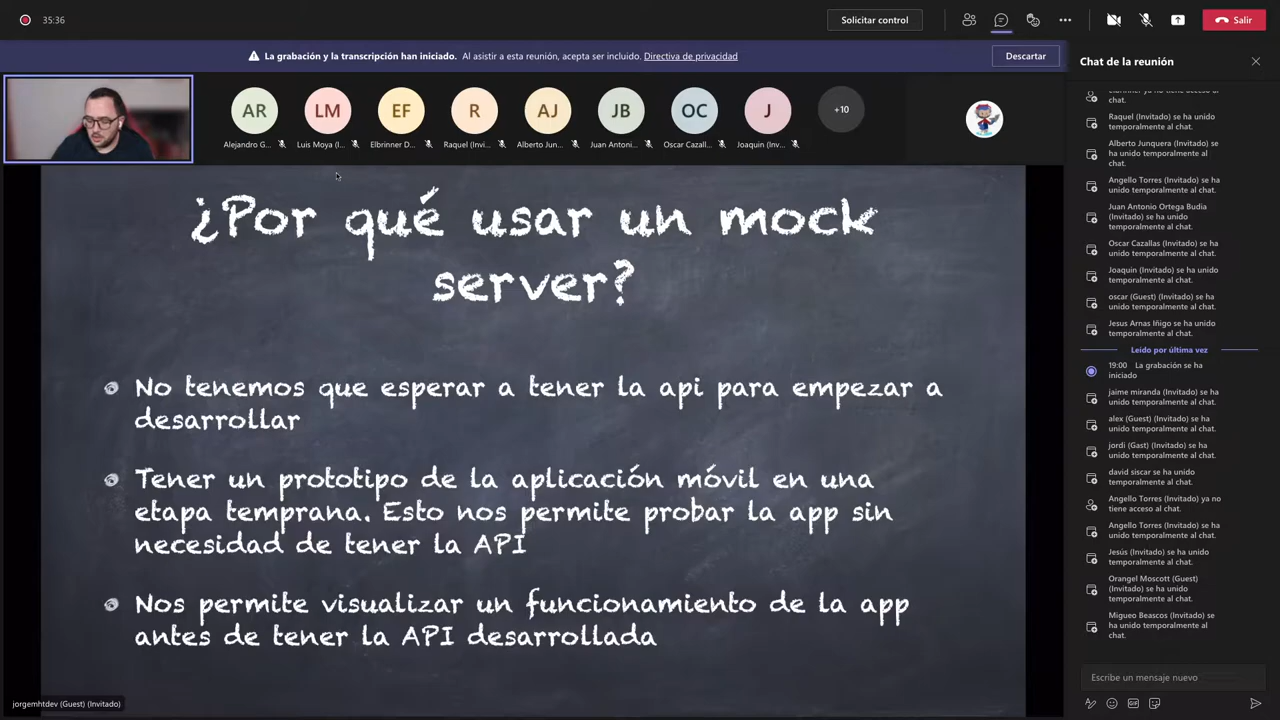 35:36
Solicitar control
Salir
La grabación y la transcripción han iniciado. Al asistir a esta reunión, acepta ser incluido. Directiva de privacidad
Descartar
Chat de la reunión
AR
LM
EF
R
AJ
JB
OC
J
+10
Alejandro G...
Luis Moya (I...
Elbrinner D...
Raquel (Invi...
Alberto Jun...
Juan Antoni...
Oscar Cazall...
Joaquin (Inv...
¿Por qué usar un mock
server?
No tenemos que esperar a tener la api para empezar a
desarrollar
Tener un prototipo de la aplicación móvil en una
etapa temprana. Esto nos permite probar la app sin
necesidad de tener la API
Nos permite visualizar un funcionamiento de la app
antes de tener la API desarrollada
jorgemhtdev (Guest) (Invitado)
chat.
Raquel (Invitado) se ha unido
temporalmente al chat.
Alberto Junquera (Invitado) se
ha unido temporalmente al
chat.
Angello Torres (Invitado) se ha
unido temporalmente al chat.
Juan Antonio Ortega Budia
(Invitado) se ha unido
temporalmente al chat.
Oscar Cazallas (Invitado) se ha
unido temporalmente al chat.
Joaquin (Invitado) se ha unido
temporalmente al chat.
oscar (Guest) (Invitado) se ha
unido temporalmente al chat.
Jesus Arnas Iñigo se ha unido
temporalmente al chat.
Leído por última vez
19:00 La grabación se ha
iniciado
jaime miranda (Invitado) se ha
unido temporalmente al chat.
alex (Guest) (Invitado) se ha
unido temporalmente al chat.
jordi (Gast) (Invitado) se ha
unido temporalmente al chat.
david siscar se ha unido
temporalmente al chat.
Angello Torres (Invitado) ya no
tiene acceso al chat.
Angello Torres (Invitado) se ha
unido temporalmente al chat.
Jesús (Invitado) se ha unido
temporalmente al chat.
Orangel Moscott (Guest)
(Invitado) se ha unido
temporalmente al chat.
Migueo Beascos (Invitado) se
ha unido temporalmente al
chat.
Escribe un mensaje nuevo